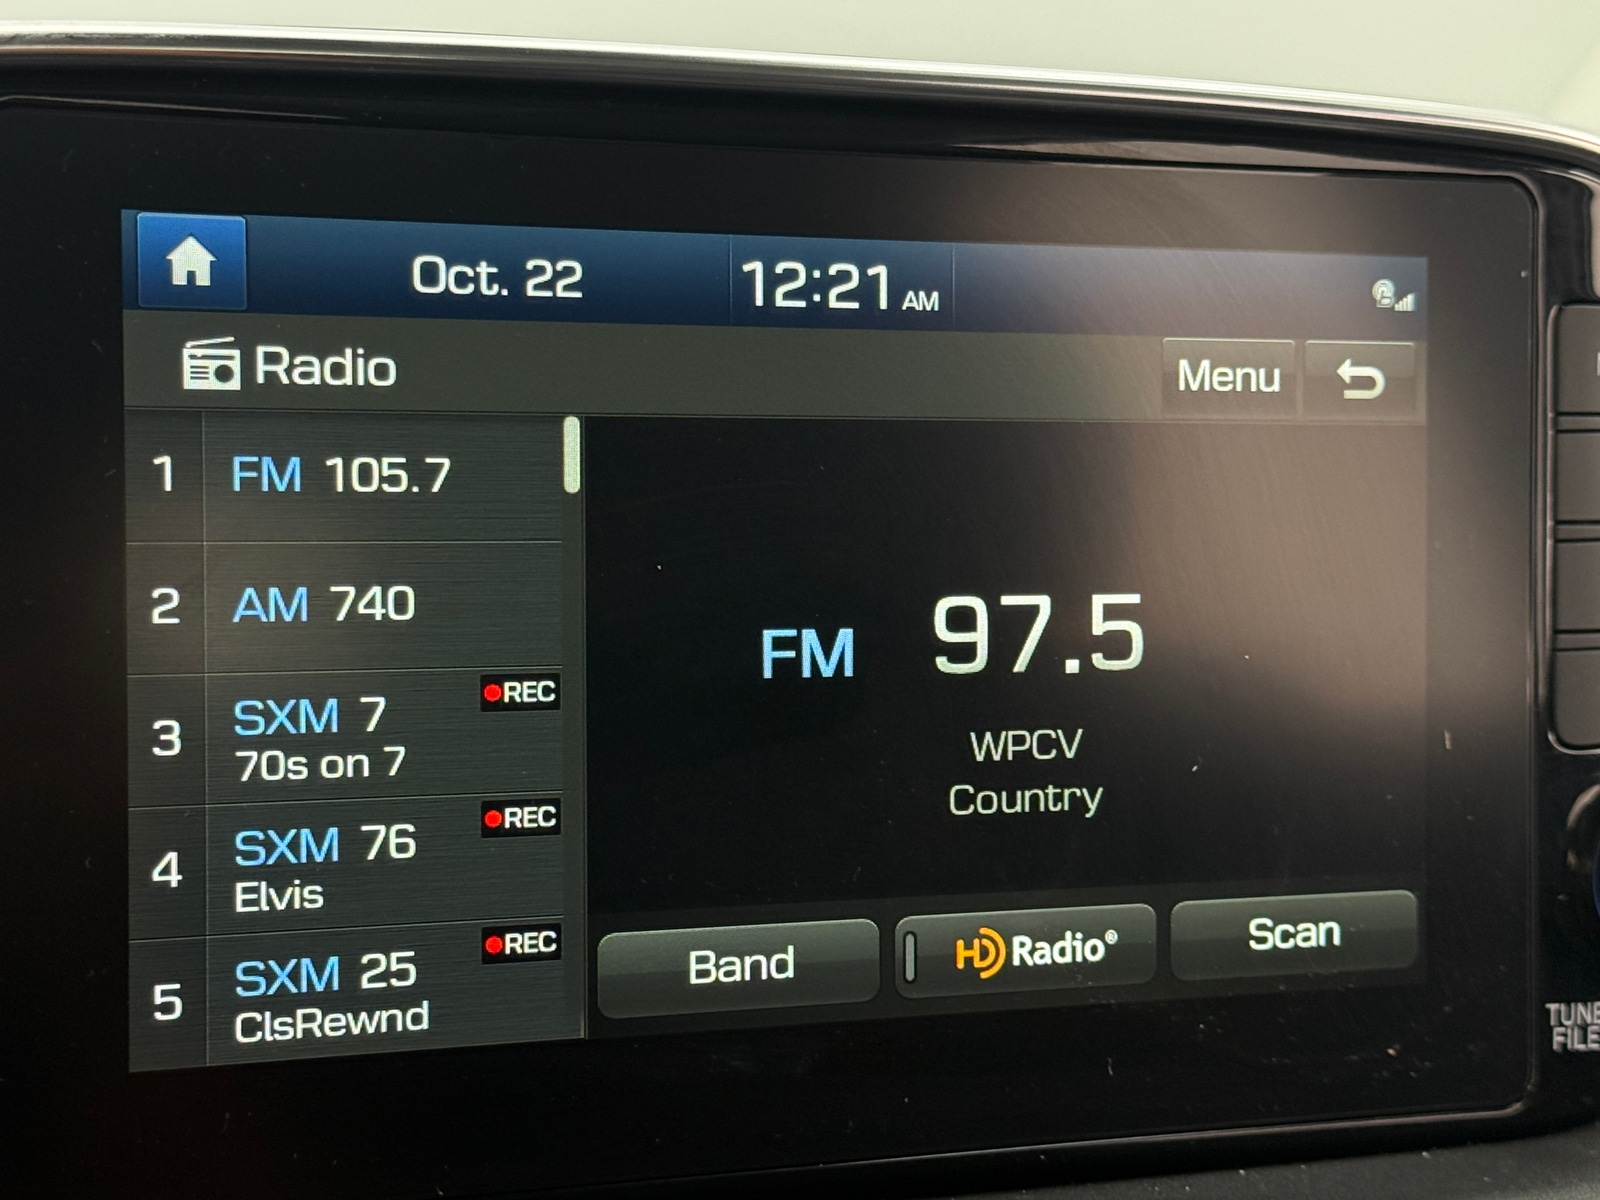 Oct. 22 12:21 AM
Radio Menu
1 FM 105.7
2 AM 740
REC
3 SXM 7
70s on 7
REC
4 SXM 76
Elvis
REC
5 SXM 25
ClsRewnd
FM 97.5
WPCV
Country
Band HD Radio® Scan
TUNE
FILE